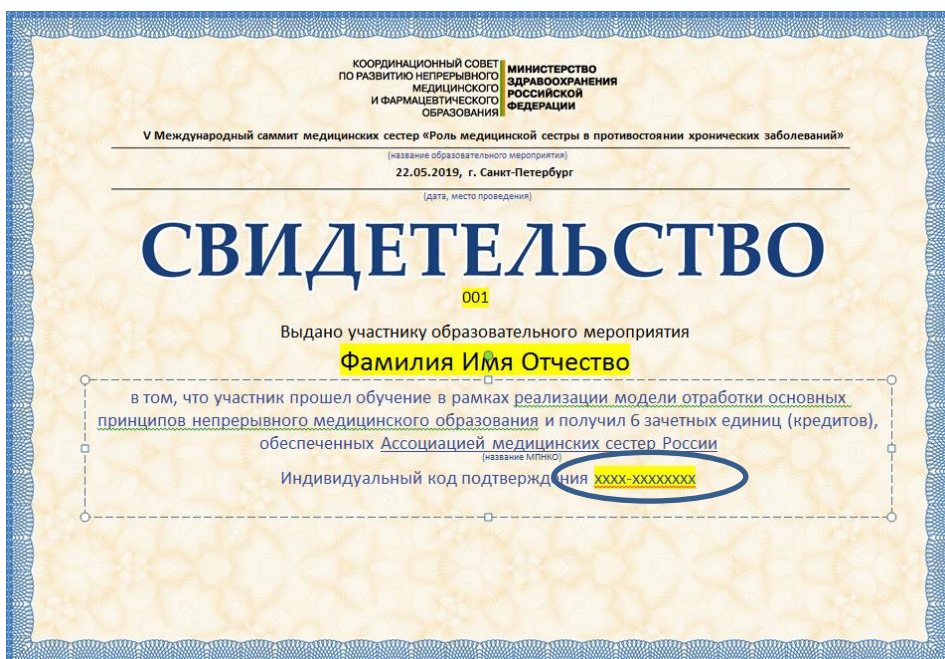 КООРДИНАЦИОННЫЙ СОВЕТ
ПО РАЗВИТИЮ НЕПРЕРЫВНОГО
МЕДИЦИНСКОГО
И ФАРМАЦЕВТИЧЕСКОГО
ОБРАЗОВАНИЯ
МИНИСТЕРСТВО
ЗДРАВООХРАНЕНИЯ
РОССИЙСКОЙ
ФЕДЕРАЦИИ
V Международный саммит медицинских сестер «Роль медицинской сестры в противостоянии хронических заболеваний»
(название образовательного мероприятия)
22.05.2019, г. Санкт-Петербург
(дата, место проведения)
СВИДЕТЕЛЬСТВО
001
Выдано участнику образовательного мероприятия
Фамилия Имя Отчество
в том, что участник прошел обучение в рамках реализации модели отработки основных
принципов непрерывного медицинского образования и получил 6 зачетных единиц (кредитов),
обеспеченных Ассоциацией медицинских сестер России
(название МПНКО)
Индивидуальный код подтверждения xxxx-xxxxxxxx